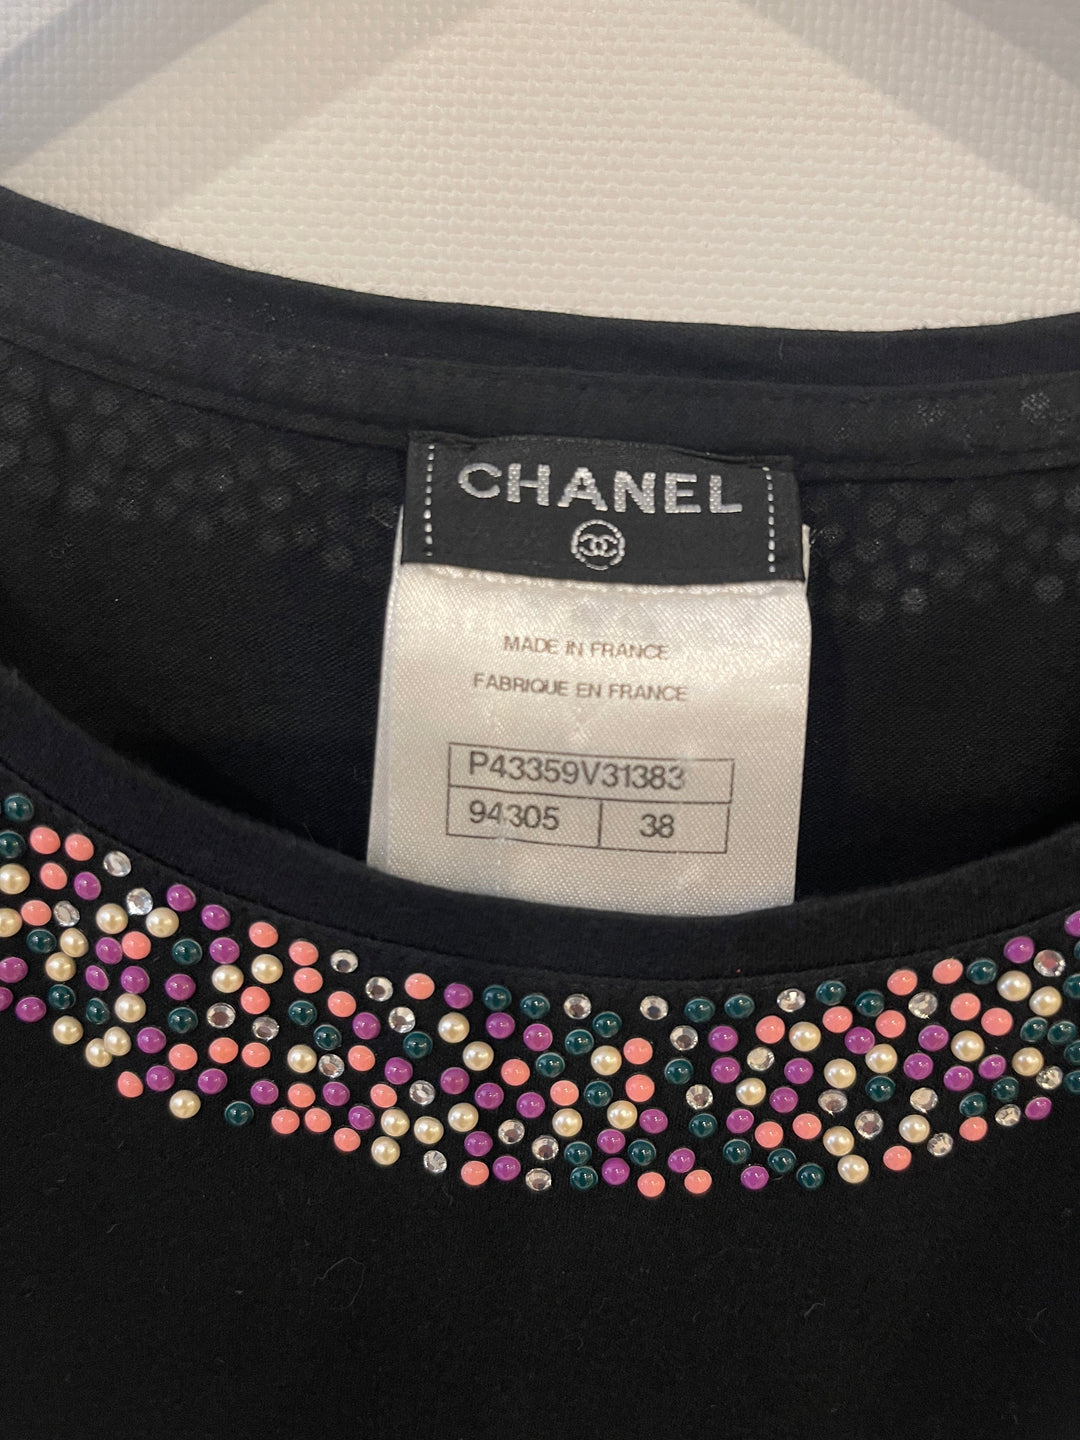 CHANEL
MADE IN FRANCE
FABRIQUE EN FRANCE
P43359V31383
94305 38